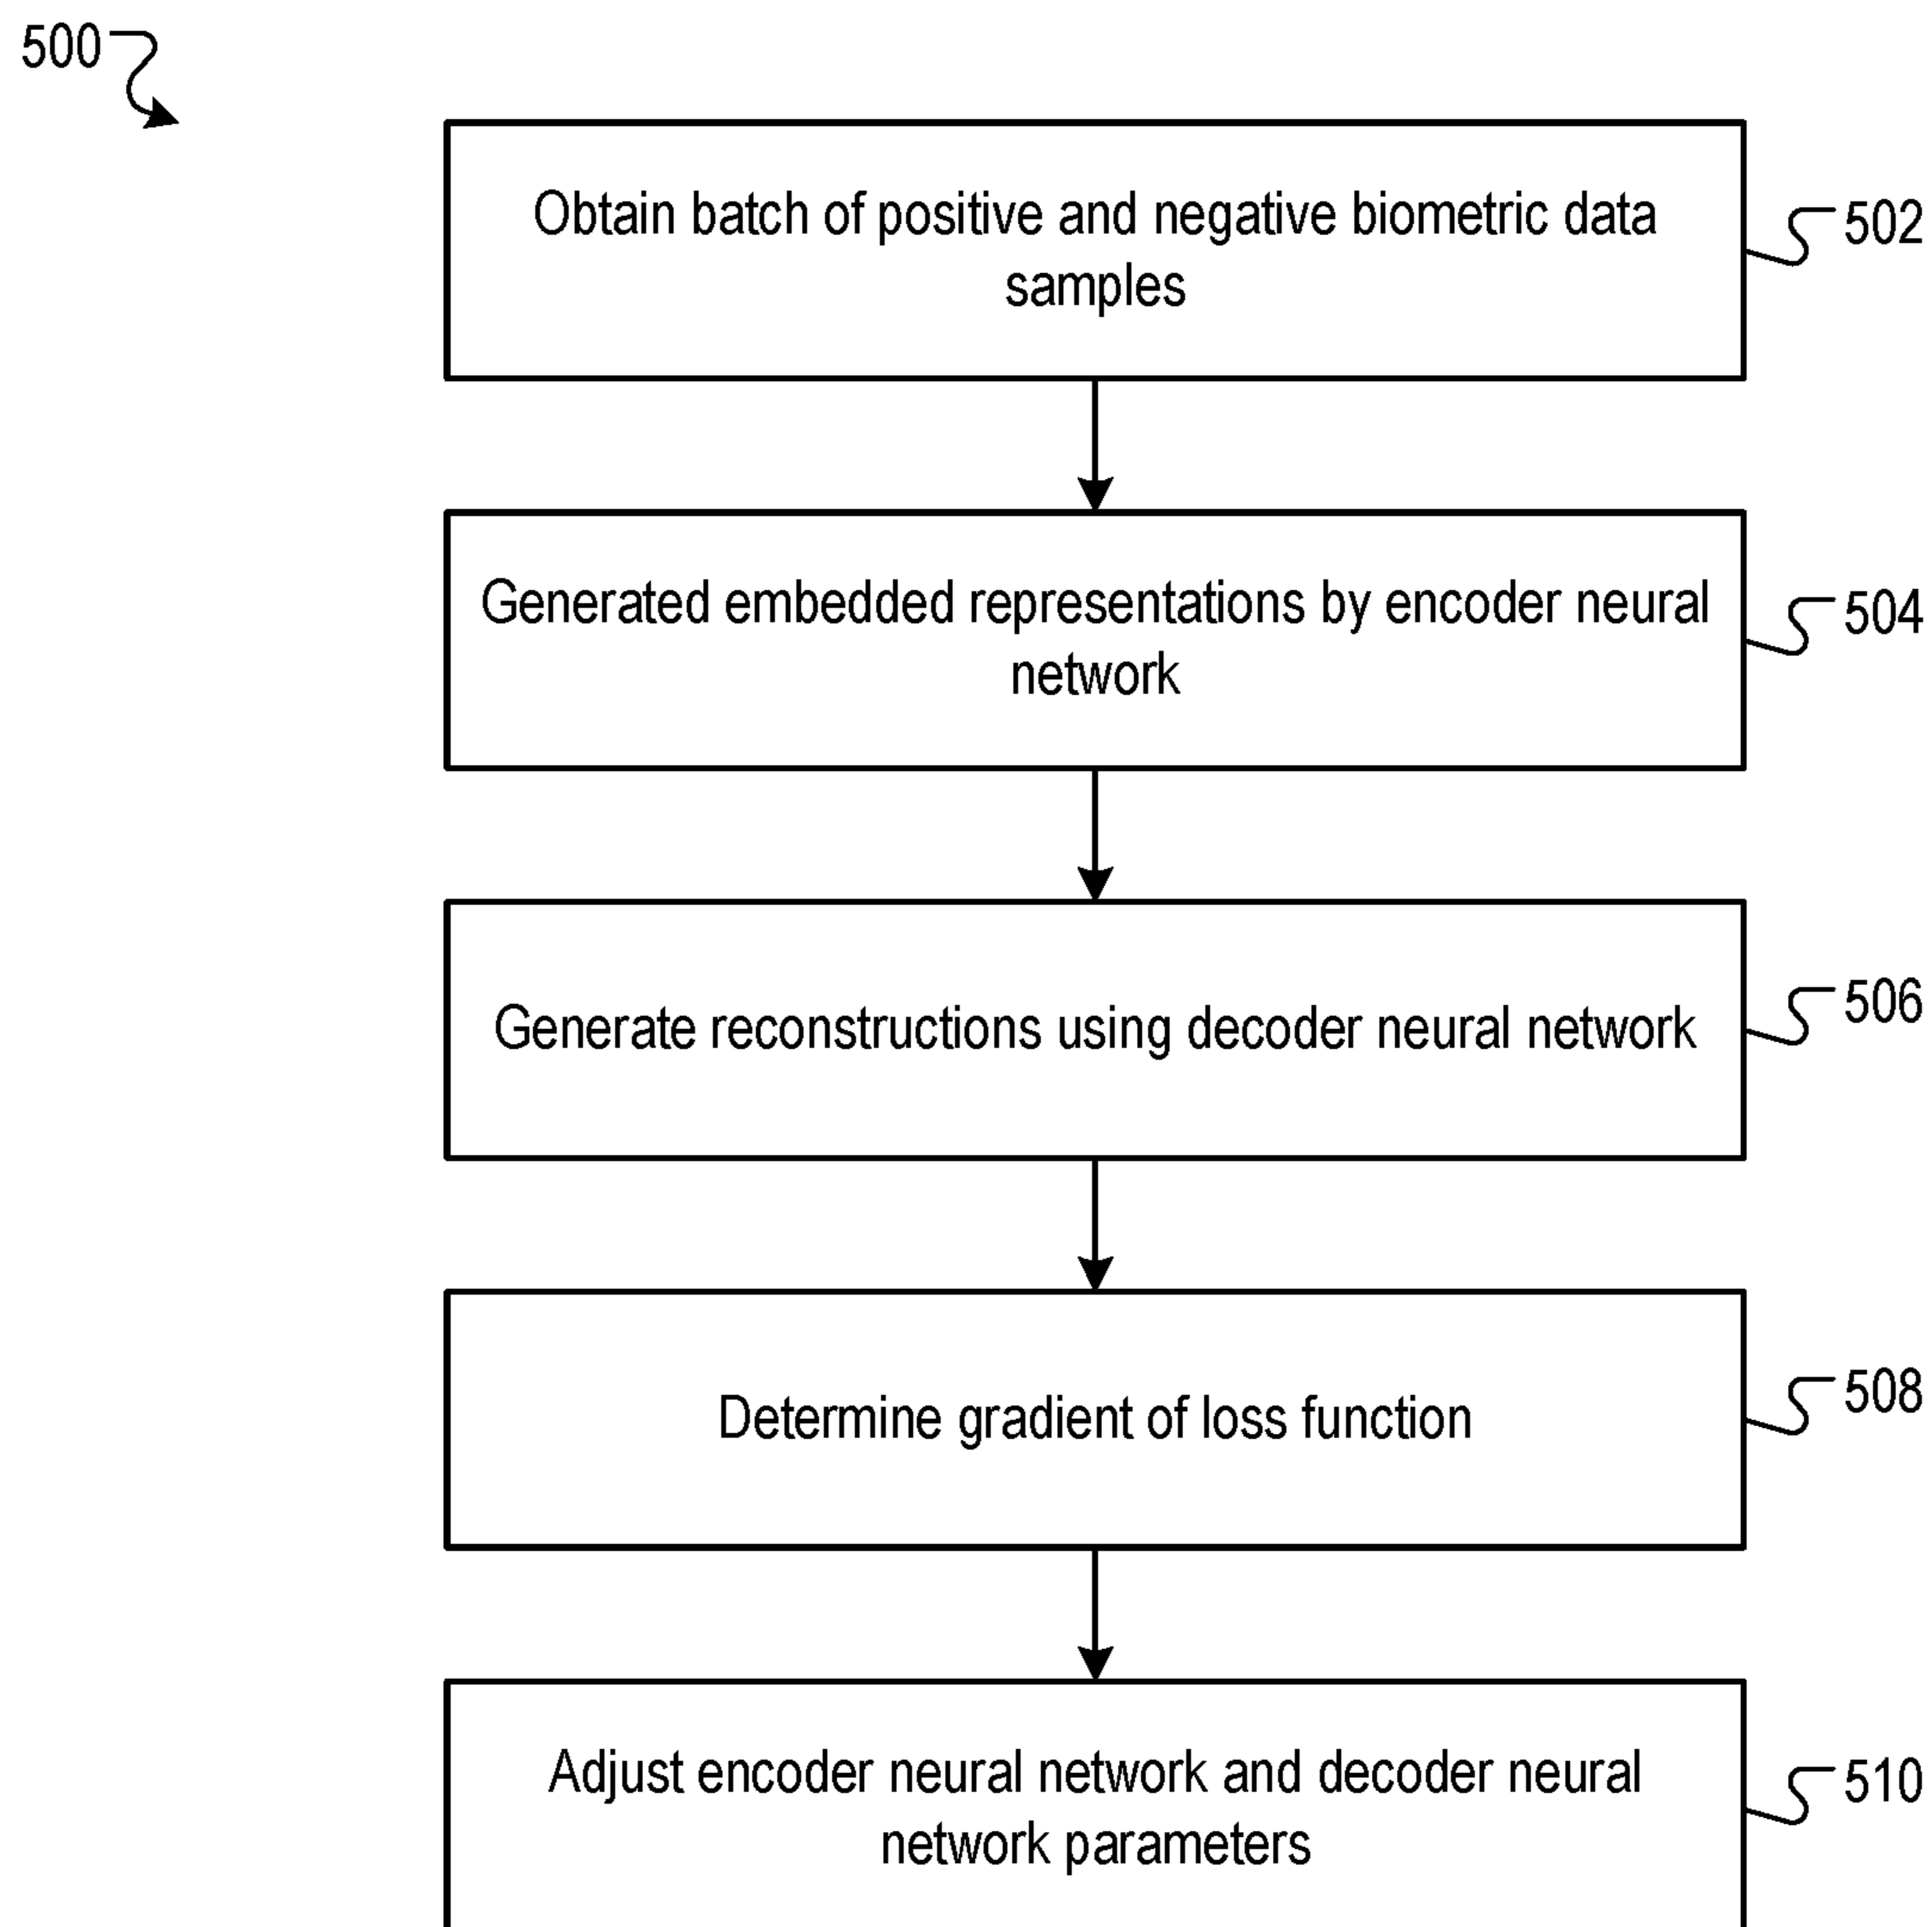 500
Obtain batch of positive and negative biometric data
samples
502
Generated embedded representations by encoder neural
network
504
Generate reconstructions using decoder neural network
506
Determine gradient of loss function
508
Adjust encoder neural network and decoder neural
network parameters
510